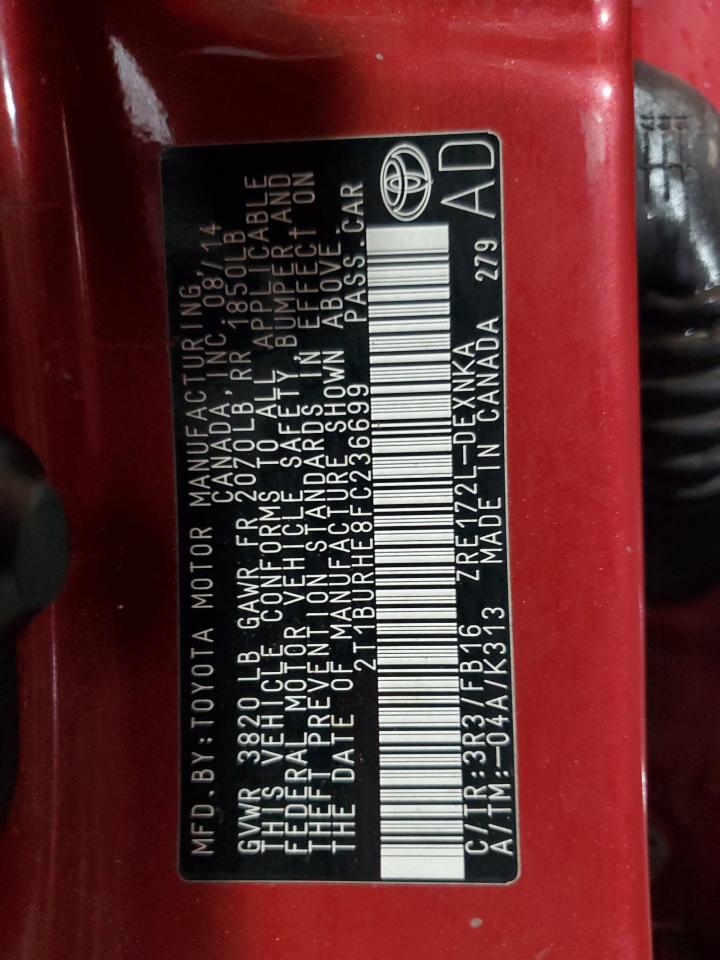 MFD.BY:TOYOTA MOTOR MANUFACTURING,
CANADA, INC. 08/14
GVWR 3820 LB GAWR FR 2070LB RR 1850LB
THIS VEHICLE CONFORMS TO ALL APPLICABLE
FEDERAL MOTOR VEHICLE SAFETY, BUMPER, AND
THEFT PREVENTION STANDARDS IN EFFECT ON
THE DATE OF MANUFACTURE SHOWN ABOVE.
2T1BURHE8FC236699 PASS.CAR
C/TR:3R3/FB16 ZRE172L-DEXNKA
A/TM:-04A/K313 MADE IN CANADA 279
AD